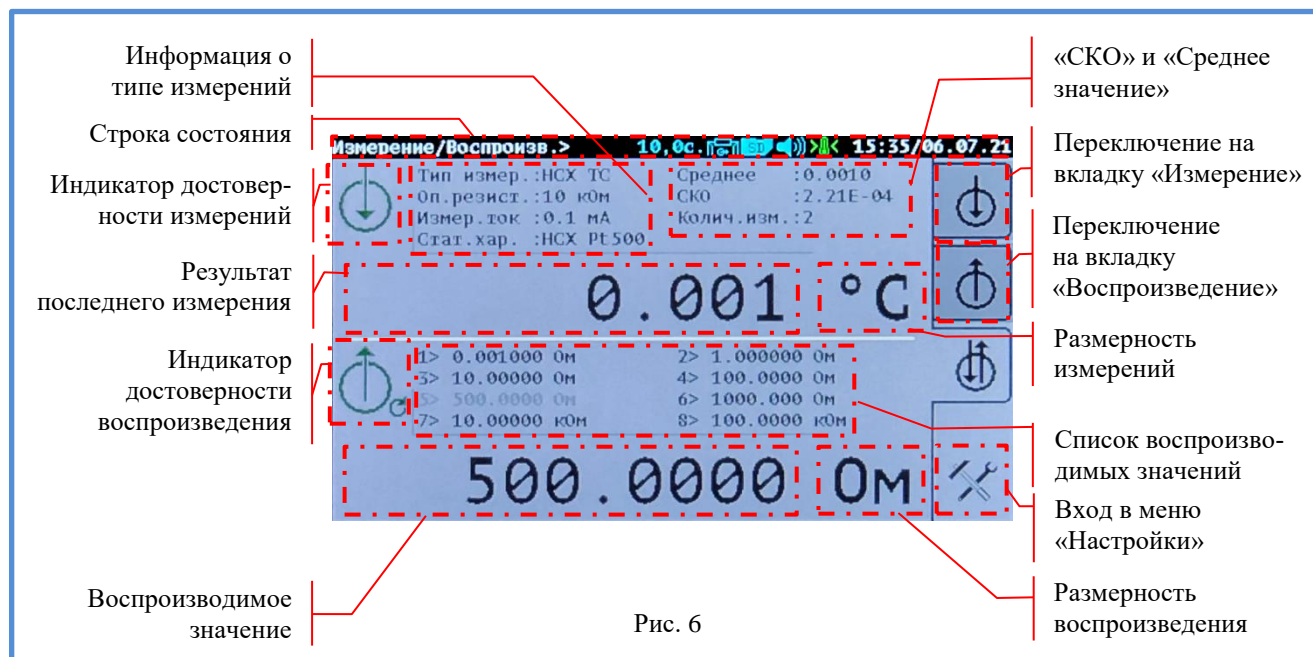 Информация о
типе измерений
Строка состояния
Индикатор достовер-
ности измерений
Результат
последнего измерения
Индикатор
достоверности
воспроизведения
Воспроизводимое
значение
Измерение/Воспроизв.> 10,0с. SD 15:35/06.07.21
Тип измер.:НСХ ТС
Оп.резист.:10 кОм
Измер.ток :0.1 мА
Стат.хар. :НСХ Pt500
Среднее :0.0010
СКО :2.21E-04
Колич.изм.:2
0.001 °C
1> 0.001000 Ом 2> 1.000000 Ом
3> 10.00000 Ом 4> 100.0000 Ом
5> 500.0000 Ом 6> 1000.000 Ом
7> 10.00000 кОм 8> 100.0000 кОм
500.0000 Ом
«СКО» и «Среднее
значение»
Переключение на
вкладку «Измерение»
Переключение
на вкладку
«Воспроизведение»
Размерность
измерений
Список воспроизво-
димых значений
Вход в меню
«Настройки»
Размерность
воспроизведения
Рис. 6